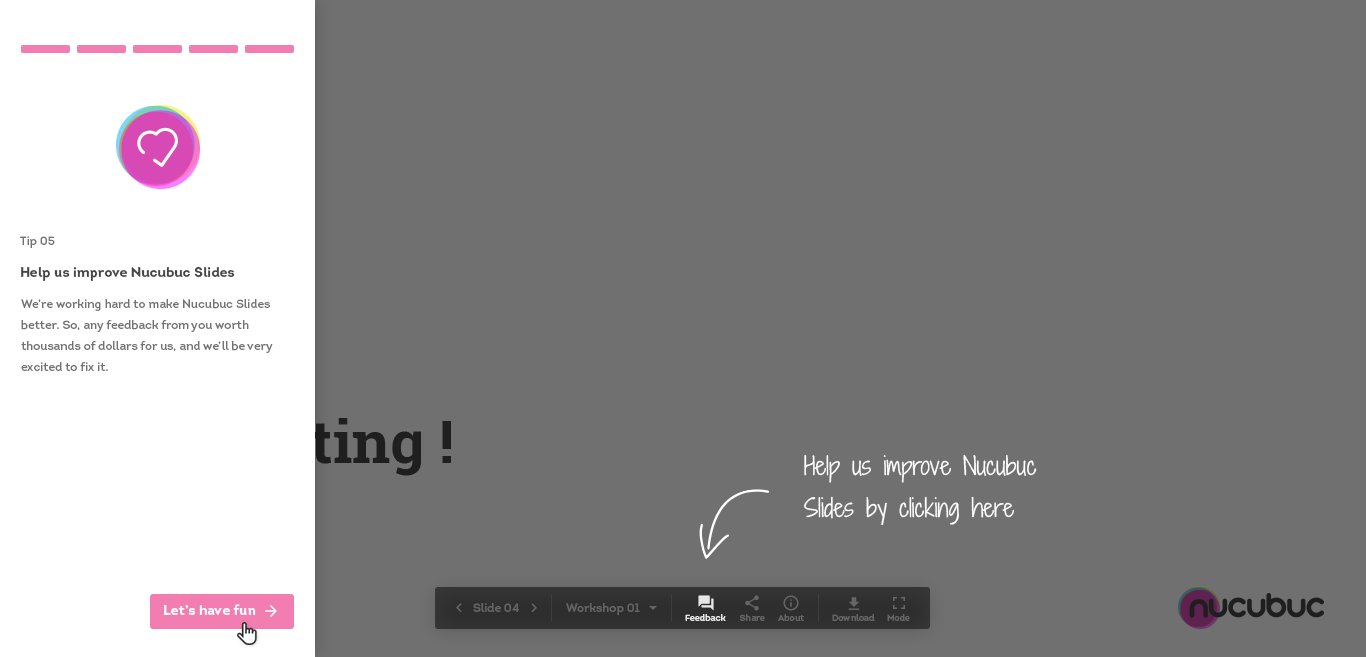 Tip 05
Help us improve Nucubuc Slides
We're working hard to make Nucubuc Slides
better. So, any feedback from you worth
thousands of dollars for us, and we'll be very
excited to fix it.
Let's have fun
ting !
Help us improve Nucubuc
Slides by clicking here
Slide 04
Workshop 01
Feedback
Share
About
Download
Mode
nucubuc